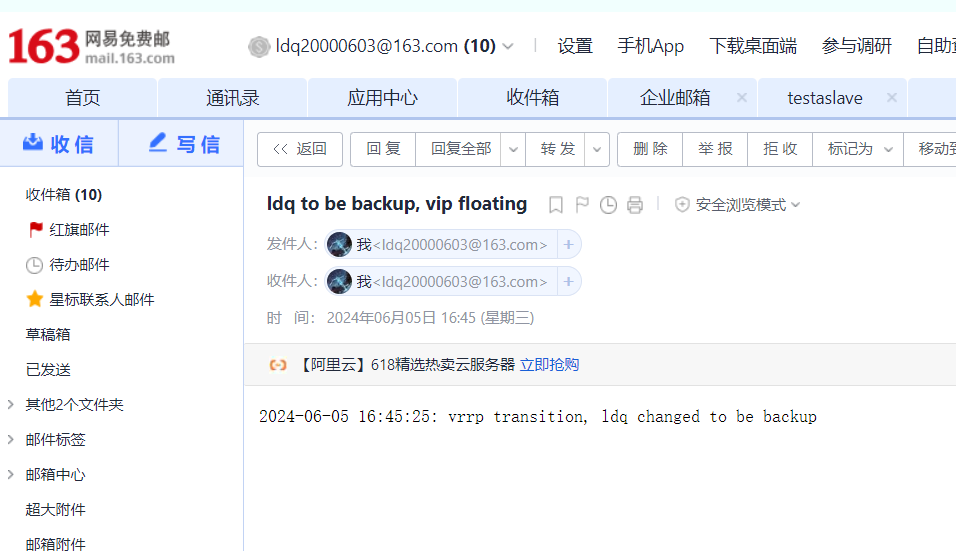 163 网易免费邮
mail.163.com
ldq20000603@163.com (10) 设置 手机App 下载桌面端 参与调研 自助
首页 通讯录 应用中心 收件箱 企业邮箱 × testaslave ×
收信 写信
<< 返回 回复 回复全部 转发 删除 举报 拒收 标记为 移动到
收件箱 (10)
红旗邮件
待办邮件
星标联系人邮件
草稿箱
已发送
其他2个文件夹
邮件标签
邮箱中心
超大附件
邮箱附件
ldq to be backup, vip floating 安全浏览模式
发件人： 我<ldq20000603@163.com> +
收件人： 我<ldq20000603@163.com> +
时 间： 2024年06月05日 16:45 (星期三)
【阿里云】618精选热卖云服务器 立即抢购
2024-06-05 16:45:25: vrrp transition, ldq changed to be backup